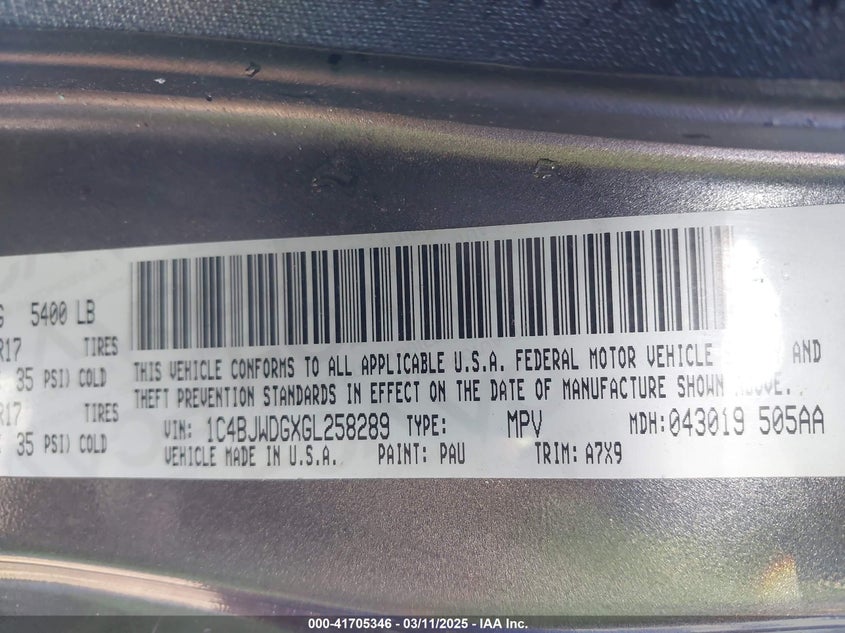 5400 LB
R17 TIRES
35 PSI) COLD
R17 TIRES
35 PSI) COLD
THIS VEHICLE CONFORMS TO ALL APPLICABLE U.S.A. FEDERAL MOTOR VEHICLE AND
THEFT PREVENTION STANDARDS IN EFFECT ON THE DATE OF MANUFACTURE SHOWN ABOVE.
VIN: 1C4BJWDGXGL258289 TYPE: MPV MDH:043019 505AA
VEHICLE MADE IN U.S.A. PAINT: PAU TRIM: A7X9
000-41705346 - 03/11/2025 - IAA Inc.